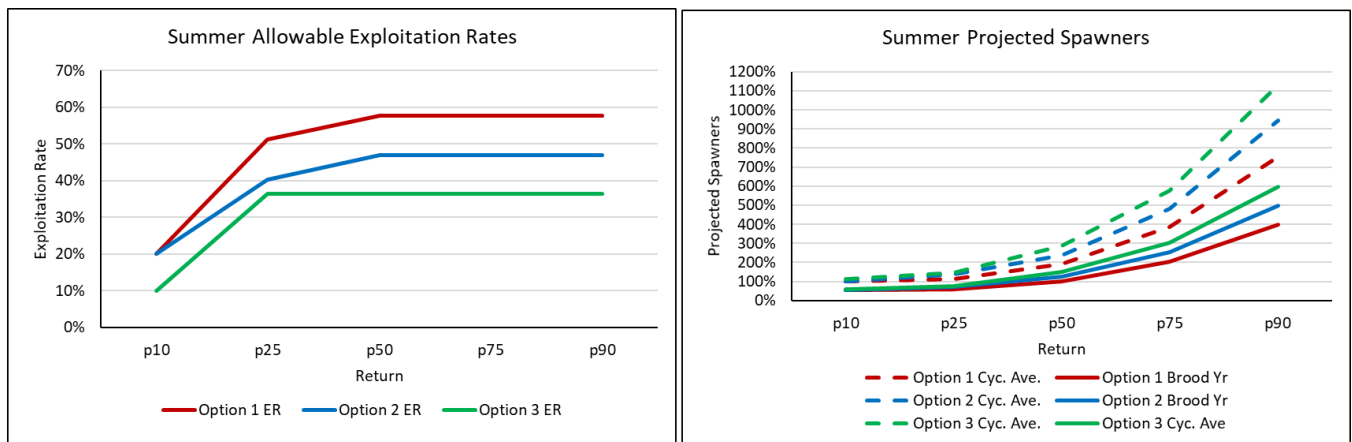 Summer Allowable Exploitation Rates
70%
60%
50%
40%
30%
20%
10%
0%
Exploitation Rate
p10 p25 p50 p75 p90
Return
Option 1 ER Option 2 ER Option 3 ER
Summer Projected Spawners
1200%
1100%
1000%
900%
800%
700%
600%
500%
400%
300%
200%
100%
0%
Projected Spawners
p10 p25 p50 p75 p90
Return
Option 1 Cyc. Ave. Option 1 Brood Yr
Option 2 Cyc. Ave. Option 2 Brood Yr
Option 3 Cyc. Ave. Option 3 Cyc. Ave